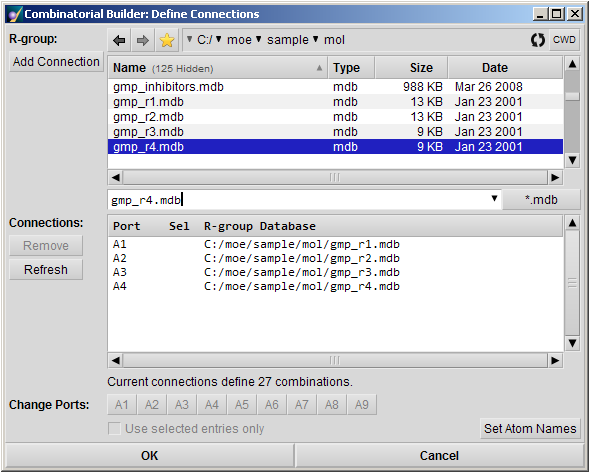 Combinatorial Builder: Define Connections
R-group:
C:/ moe sample mol
CWD
Add Connection
Name (125 Hidden) Type Size Date
gmp_inhibitors.mdb mdb 988 KB Mar 26 2008
gmp_r1.mdb mdb 13 KB Jan 23 2001
gmp_r2.mdb mdb 13 KB Jan 23 2001
gmp_r3.mdb mdb 9 KB Jan 23 2001
gmp_r4.mdb mdb 9 KB Jan 23 2001
gmp_r4.mdb *.mdb
Connections:
Remove
Refresh
Port Sel R-group Database
A1 C:/moe/sample/mol/gmp_r1.mdb
A2 C:/moe/sample/mol/gmp_r2.mdb
A3 C:/moe/sample/mol/gmp_r3.mdb
A4 C:/moe/sample/mol/gmp_r4.mdb
Current connections define 27 combinations.
Change Ports: A1 A2 A3 A4 A5 A6 A7 A8 A9
Use selected entries only Set Atom Names
OK Cancel